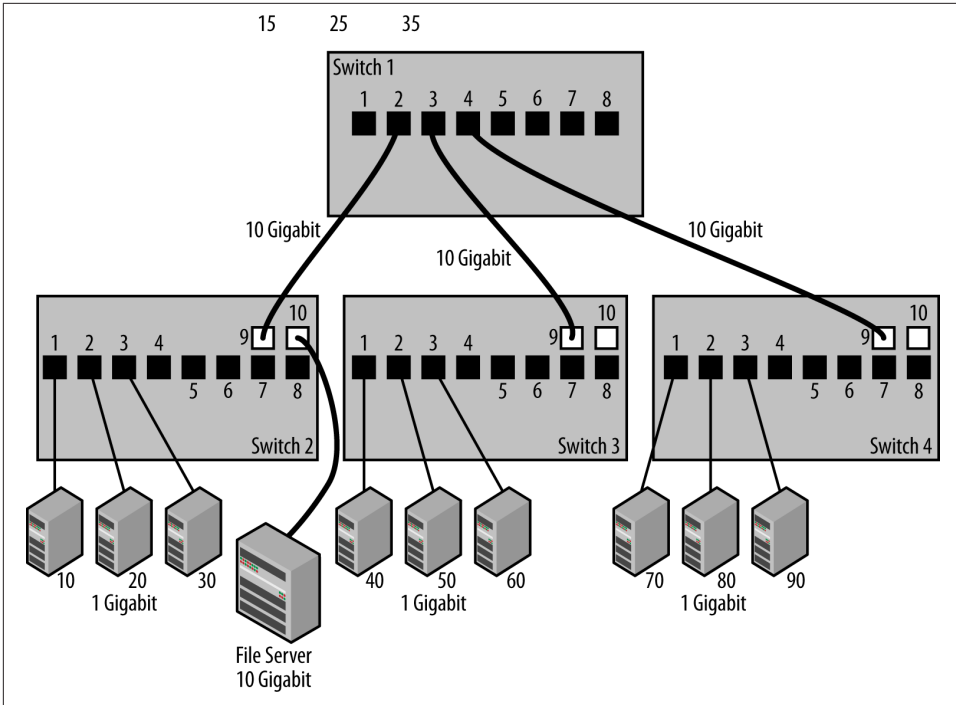 15 25 35
Switch 1
1 2 3 4 5 6 7 8
10 Gigabit
10 Gigabit
10 Gigabit
1 2 3 4 9 10
5 6 7 8
Switch 2
1 2 3 4 9 10
5 6 7 8
Switch 3
1 2 3 4 9 10
5 6 7 8
Switch 4
10 20 30
1 Gigabit
40 50 60
1 Gigabit
70 80 90
1 Gigabit
File Server
10 Gigabit